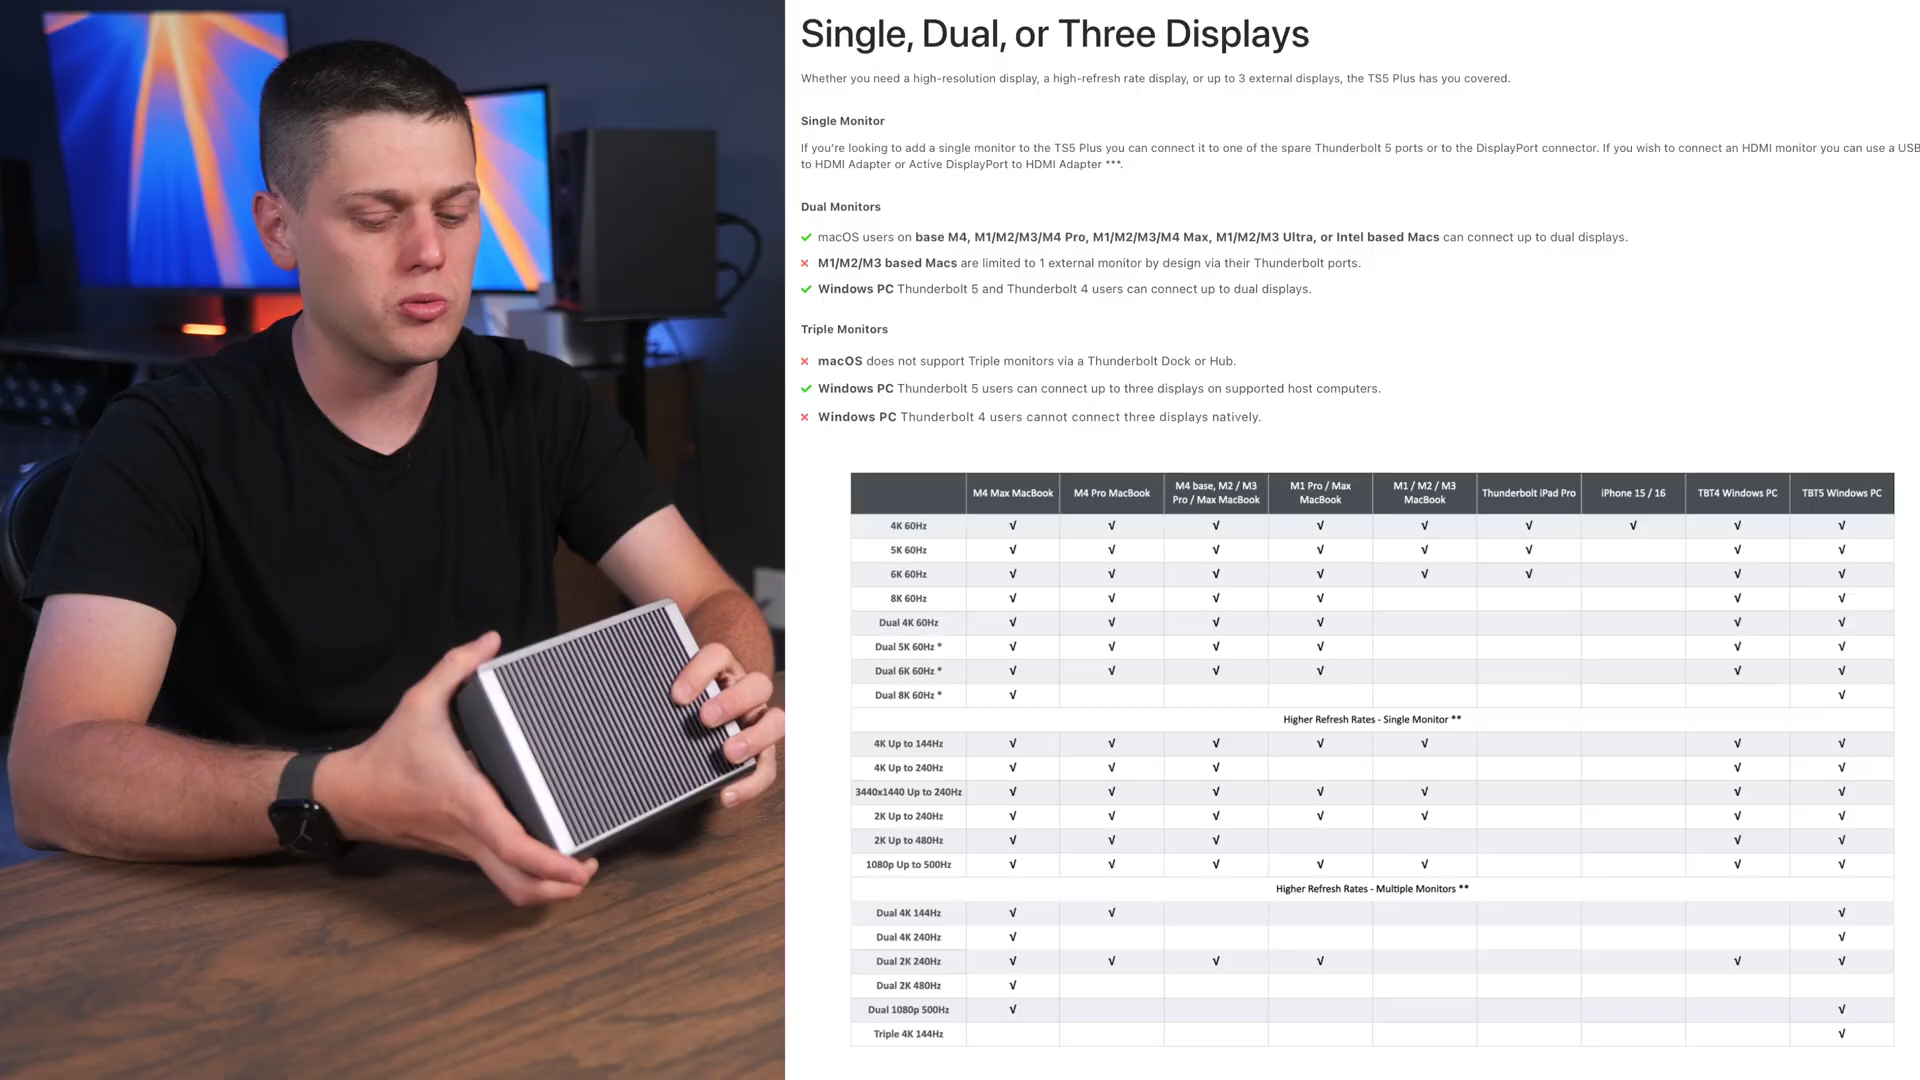 Single, Dual, or Three Displays
Whether you need a high-resolution display, a high-refresh rate display, or up to 3 external displays, the TS5 Plus has you covered.
Single Monitor
If you're looking to add a single monitor to the TS5 Plus you can connect it to one of the spare Thunderbolt 5 ports or to the DisplayPort connector. If you wish to connect an HDMI monitor you can use a USB
to HDMI Adapter or Active DisplayPort to HDMI Adapter ***.
Dual Monitors
✓ macOS users on base M4, M1/M2/M3/M4 Pro, M1/M2/M3/M4 Max, M1/M2/M3 Ultra, or Intel based Macs can connect up to dual displays.
× M1/M2/M3 based Macs are limited to 1 external monitor by design via their Thunderbolt ports.
✓ Windows PC Thunderbolt 5 and Thunderbolt 4 users can connect up to dual displays.
Triple Monitors
× macOS does not support Triple monitors via a Thunderbolt Dock or Hub.
✓ Windows PC Thunderbolt 5 users can connect up to three displays on supported host computers.
× Windows PC Thunderbolt 4 users cannot connect three displays natively.
M4 Max MacBook M4 Pro MacBook M4 base, M2 / M3 Pro / Max MacBook M1 Pro / Max MacBook M1 / M2 / M3 MacBook Thunderbolt iPad Pro iPhone 15 / 16 TBT4 Windows PC TBT5 Windows PC
4K 60Hz √ √ √ √ √ √ √ √ √
5K 60Hz √ √ √ √ √ √ √ √
6K 60Hz √ √ √ √ √ √ √ √
8K 60Hz √ √ √ √ √ √
Dual 4K 60Hz √ √ √ √ √ √
Dual 5K 60Hz * √ √ √ √ √ √
Dual 6K 60Hz * √ √ √ √ √ √
Dual 8K 60Hz * √ √
Higher Refresh Rates - Single Monitor **
4K Up to 144Hz √ √ √ √ √ √ √
4K Up to 240Hz √ √ √ √ √
3440x1440 Up to 240Hz √ √ √ √ √ √ √
2K Up to 240Hz √ √ √ √ √ √ √
2K Up to 480Hz √ √ √ √ √
1080p Up to 500Hz √ √ √ √ √ √ √
Higher Refresh Rates - Multiple Monitors **
Dual 4K 144Hz √ √ √
Dual 4K 240Hz √ √
Dual 2K 240Hz √ √ √ √ √ √
Dual 2K 480Hz √
Dual 1080p 500Hz √ √
Triple 4K 144Hz √